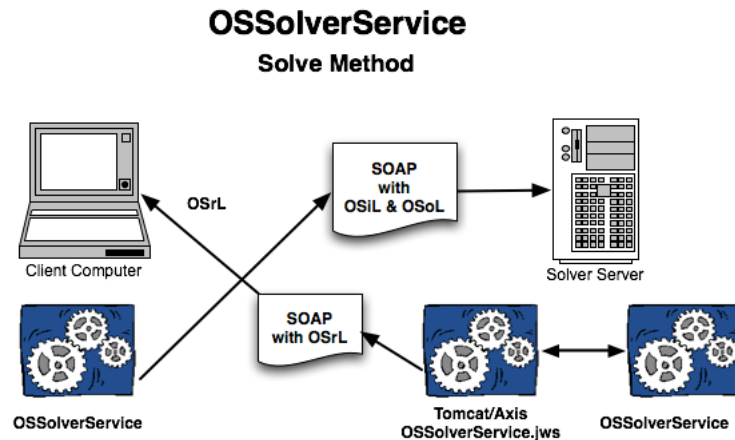 OSSolverService
Solve Method
SOAP
with
OSiL & OSoL
OSrL
Client Computer
Solver Server
SOAP
with OSrL
OSSolverService
Tomcat/Axis
OSSolverService.jws
OSSolverService